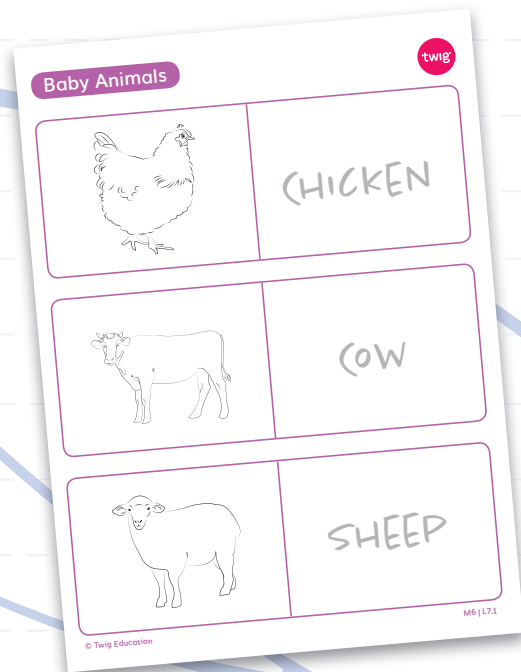 Baby Animals
twig
CHICKEN
COW
SHEEP
M6 | L7.1
© Twig Education